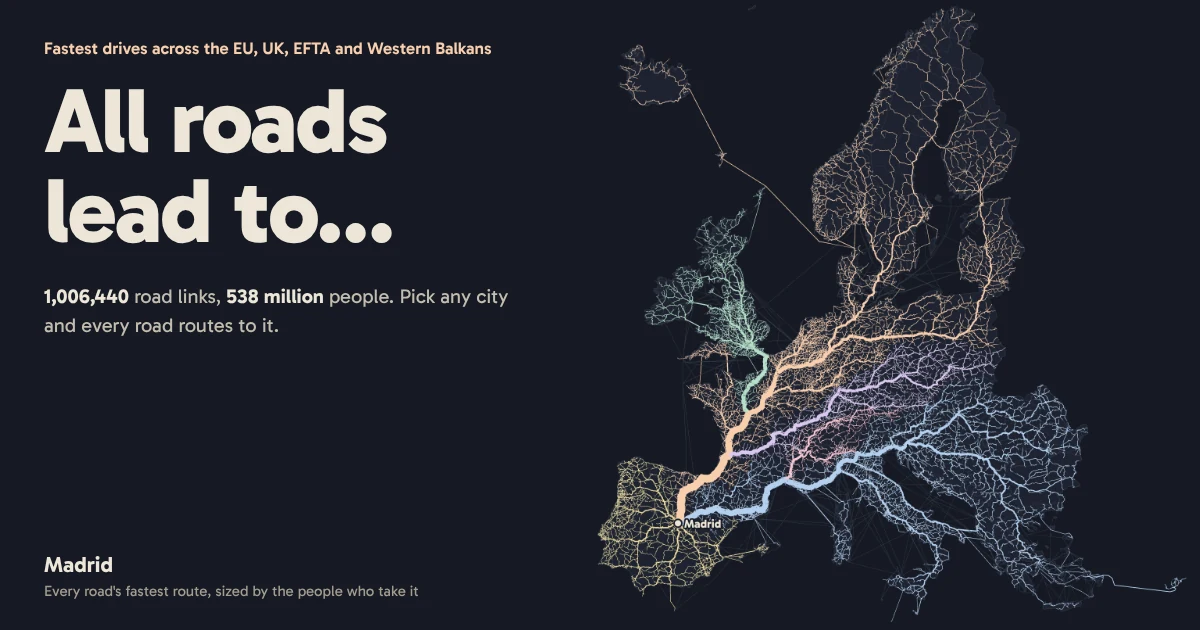 Fastest drives across the EU, UK, EFTA and Western Balkans
All roads
lead to...
1,006,440 road links, 538 million people. Pick any city
and every road routes to it.
Madrid
Madrid
Every road's fastest route, sized by the people who take it